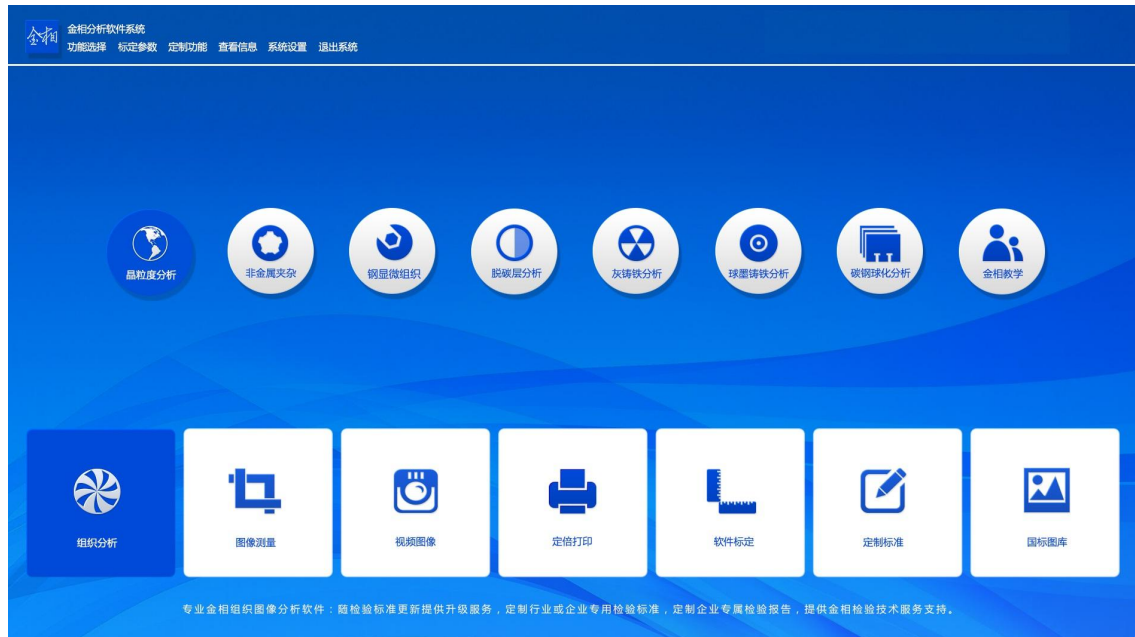 金相
金相分析软件系统
功能选择 标定参数 定制功能 查看信息 系统设置 退出系统
晶粒度分析 非金属夹杂 钢显微组织 脱碳层分析 灰铸铁分析 球墨铸铁分析 碳钢球化分析 金相教学
组织分析 图像测量 视频图像 定倍打印 软件标定 定制标准 国标图库
专业金相组织图像分析软件：随检验标准更新提供升级服务，定制行业或企业专用检验标准，定制企业专属检验报告，提供金相检验技术服务支持。